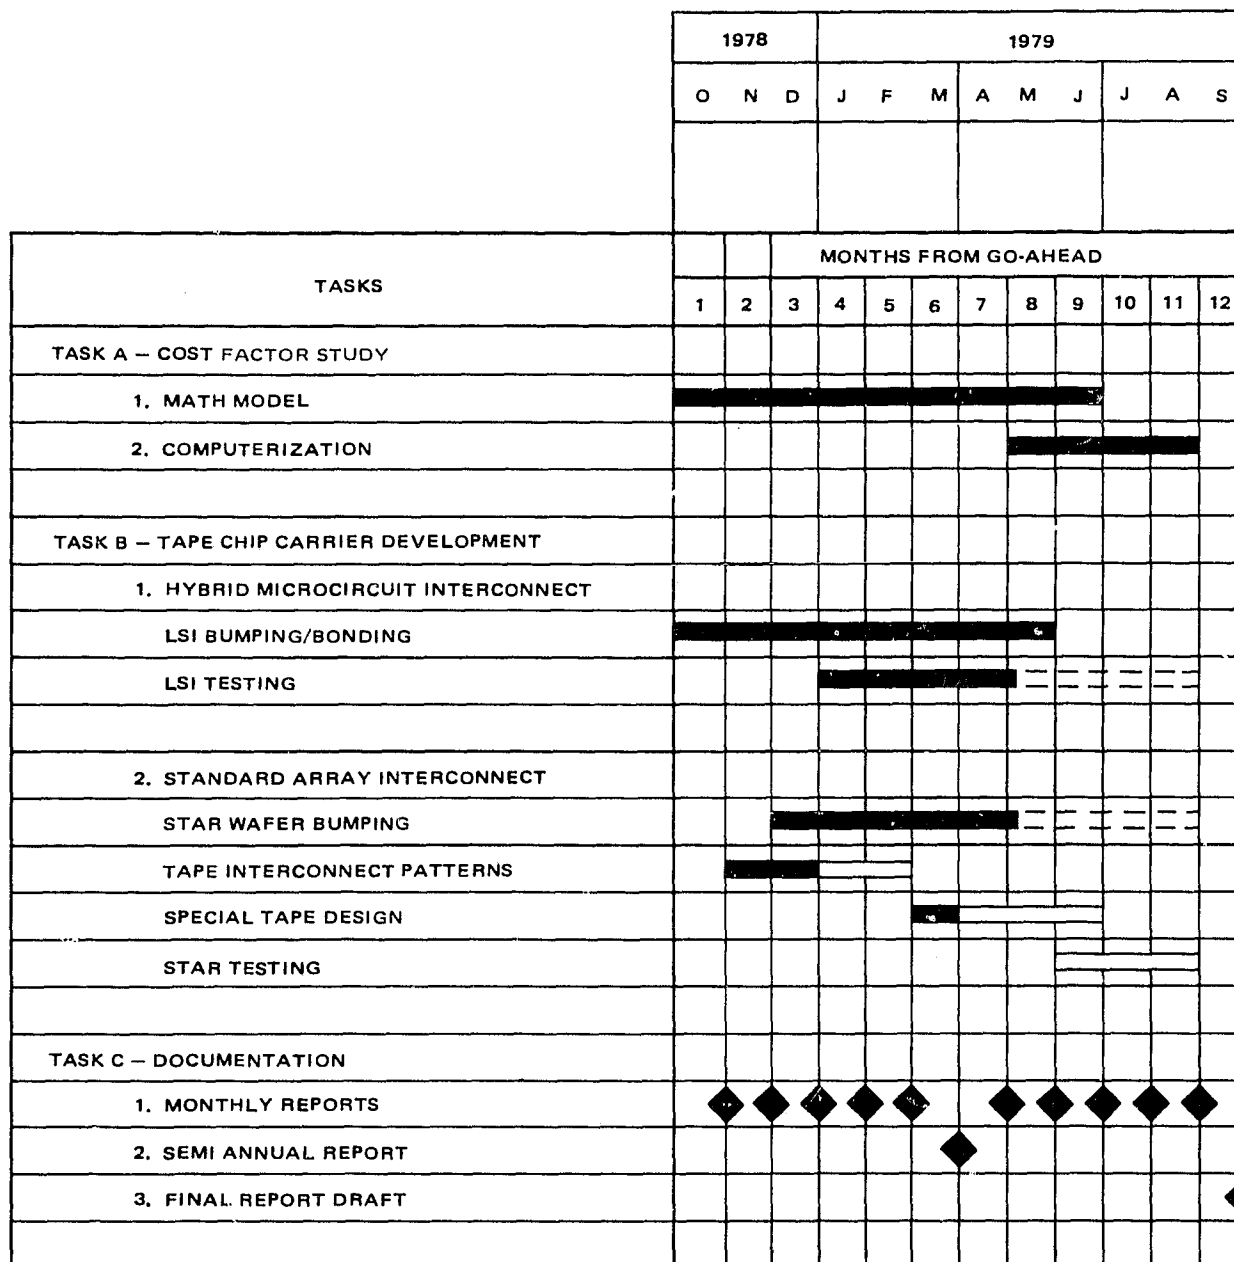 1978 1979
O N D J F M A M J J A S
TASKS
MONTHS FROM GO-AHEAD
1 2 3 4 5 6 7 8 9 10 11 12
TASK A — COST FACTOR STUDY
1. MATH MODEL
2. COMPUTERIZATION
TASK B — TAPE CHIP CARRIER DEVELOPMENT
1. HYBRID MICROCIRCUIT INTERCONNECT
LSI BUMPING/BONDING
LSI TESTING
2. STANDARD ARRAY INTERCONNECT
STAR WAFER BUMPING
TAPE INTERCONNECT PATTERNS
SPECIAL TAPE DESIGN
STAR TESTING
TASK C — DOCUMENTATION
1. MONTHLY REPORTS
2. SEMI ANNUAL REPORT
3. FINAL REPORT DRAFT